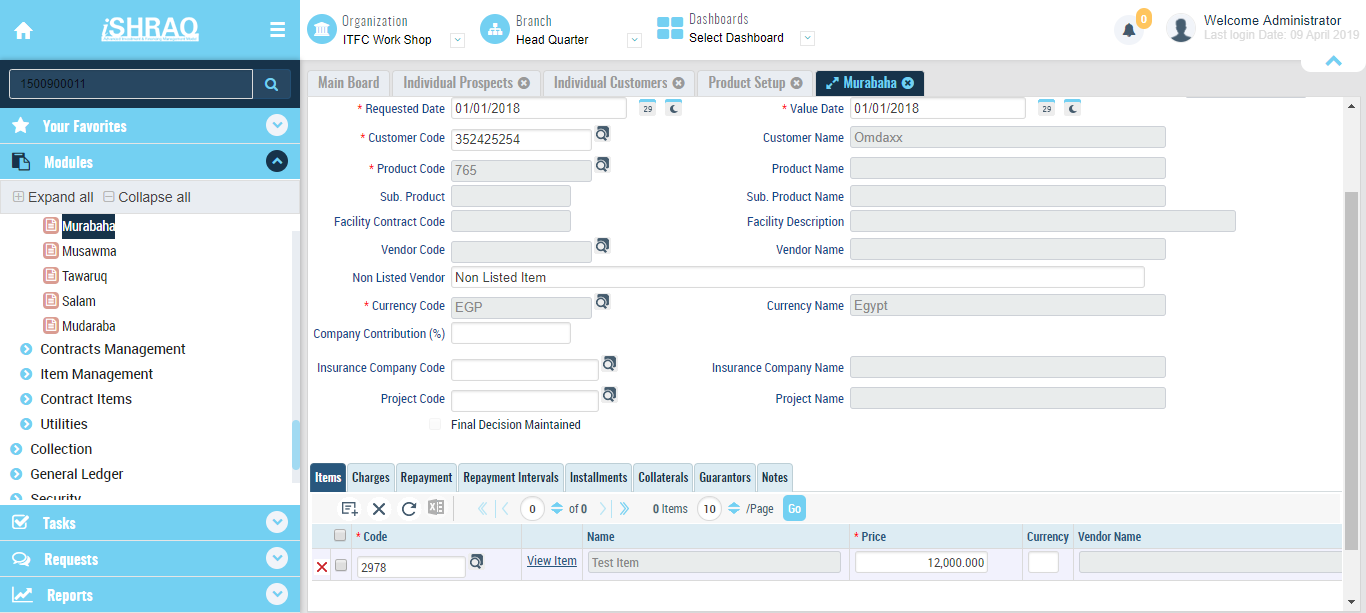 iSHRAQ
Organization
ITFC Work Shop
Branch
Head Quarter
Dashboards
Select Dashboard
0
Welcome Administrator
Last login Date: 09 April 2019
1500900011
Your Favorites
Modules
Expand all Collapse all
Murabaha
Musawma
Tawaruq
Salam
Mudaraba
Contracts Management
Item Management
Contract Items
Utilities
Collection
General Ledger
Security
Tasks
Requests
Reports
Main Board Individual Prospects Individual Customers Product Setup Murabaha
* Requested Date 01/01/2018 29 * Value Date 01/01/2018 29
* Customer Code 352425254 Customer Name Omdaxx
* Product Code 765 Product Name
Sub. Product Sub. Product Name
Facility Contract Code Facility Description
Vendor Code Vendor Name
Non Listed Vendor Non Listed Item
* Currency Code EGP Currency Name Egypt
Company Contribution (%)
Insurance Company Code Insurance Company Name
Project Code Project Name
Final Decision Maintained
Items Charges Repayment Repayment Intervals Installments Collaterals Guarantors Notes
0 of 0 0 Items 10 /Page Go
* Code Name * Price Currency Vendor Name
2978 View Item Test Item 12,000.000